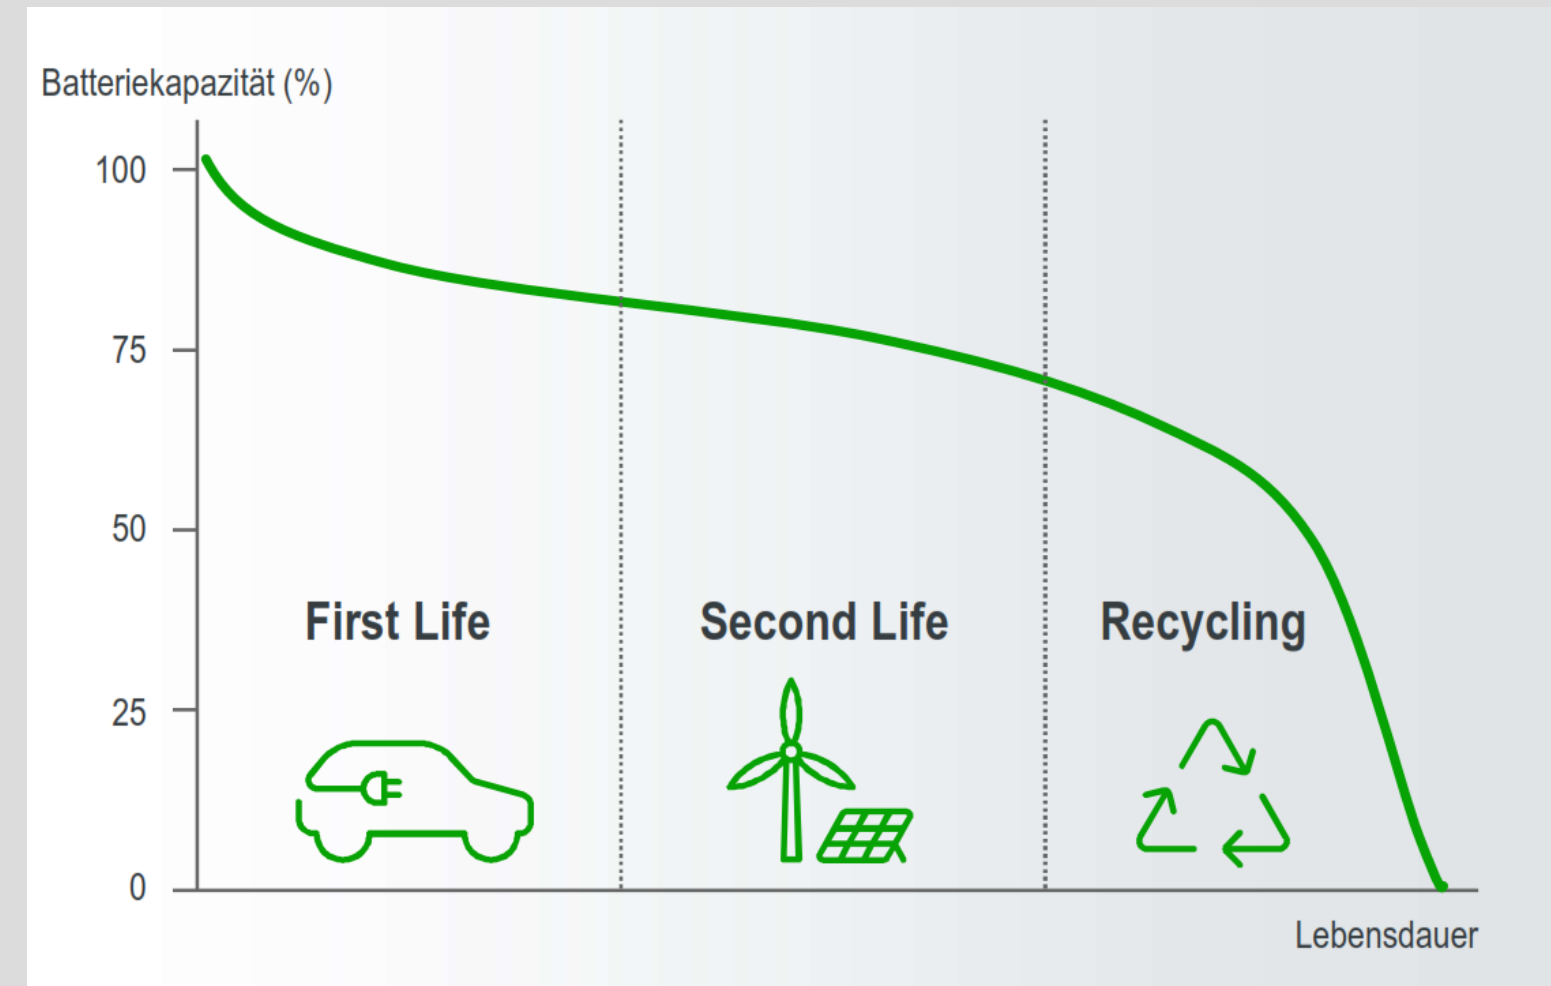 Batteriekapazität (%)
100
75
50
First Life
Second Life
Recycling
25
0
Lebensdauer